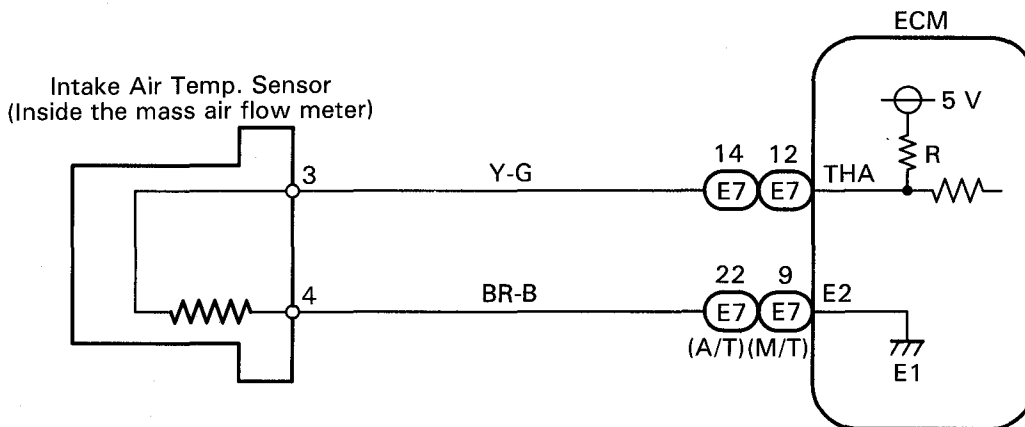 ECM
Intake Air Temp. Sensor
(Inside the mass air flow meter)
5 V
R
3
Y-G
14
12
E7
E7
THA
4
BR-B
22
9
E7
E7
E2
(A/T)
(M/T)
E1